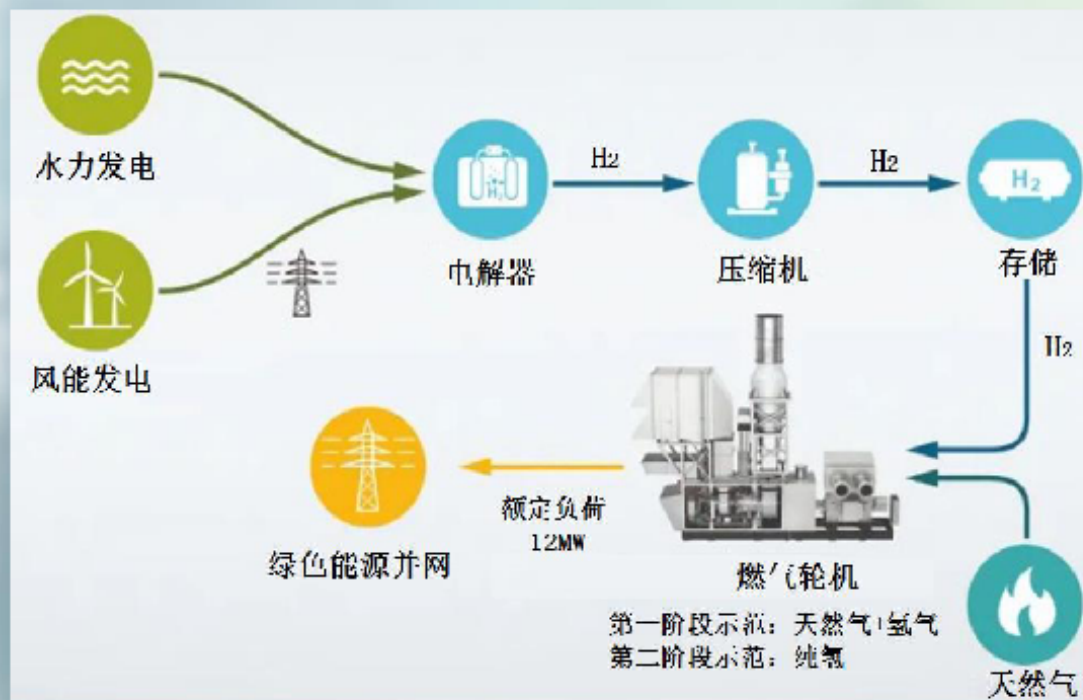 水力发电
H2
H2
H2
H2
电解器
压缩机
存储
风能发电
H2
额定负荷
12MW
绿色能源并网
燃气轮机
第一阶段示范：天然气+氢气
第二阶段示范：纯氢
天然气